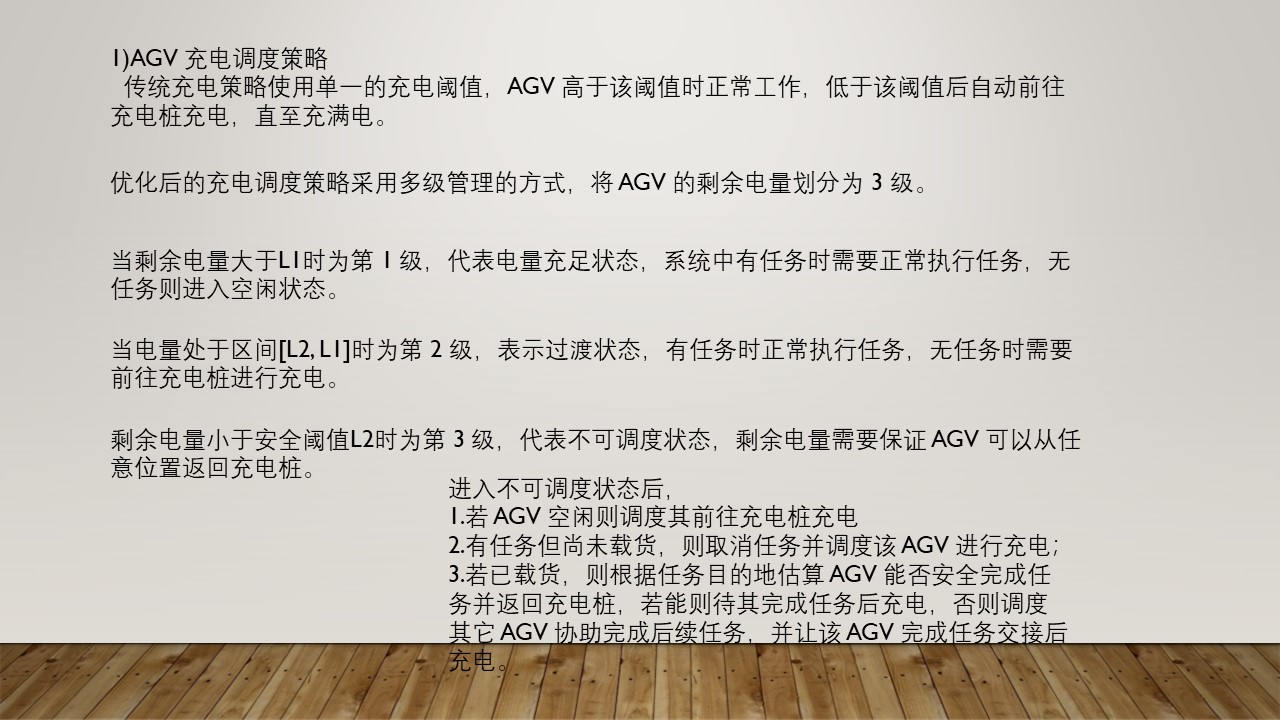 1)AGV 充电调度策略
传统充电策略使用单一的充电阈值，AGV 高于该阈值时正常工作，低于该阈值后自动前往
充电桩充电，直至充满电。
优化后的充电调度策略采用多级管理的方式，将 AGV 的剩余电量划分为 3 级。
当剩余电量大于L1时为第 1 级，代表电量充足状态，系统中有任务时需要正常执行任务，无
任务则进入空闲状态。
当电量处于区间[L2, L1]时为第 2 级，表示过渡状态，有任务时正常执行任务，无任务时需要
前往充电桩进行充电。
剩余电量小于安全阈值L2时为第 3 级，代表不可调度状态，剩余电量需要保证 AGV 可以从任
意位置返回充电桩。
进入不可调度状态后，
1.若 AGV 空闲则调度其前往充电桩充电
2.有任务但尚未载货，则取消任务并调度该 AGV 进行充电；
3.若已载货，则根据任务目的地估算 AGV 能否安全完成任
务并返回充电桩，若能则待其完成任务后充电，否则调度
其它 AGV 协助完成后续任务，并让该 AGV 完成任务交接后
充电。